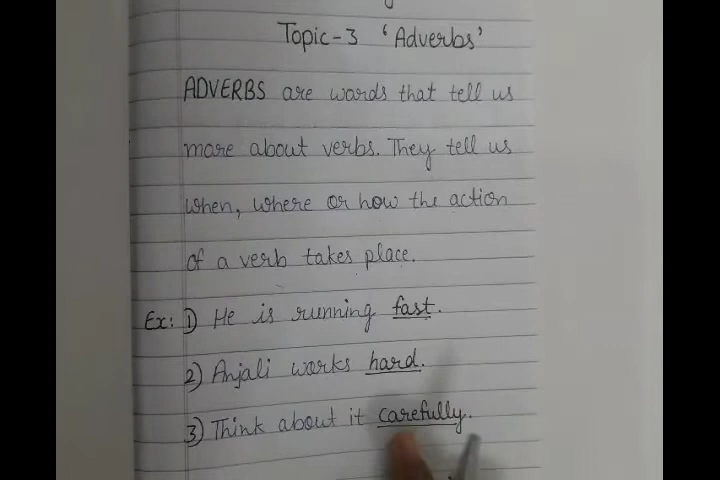 Topic-3 'Adverbs'
ADVERBS are words that tell us
more about verbs. They tell us
when, where or how the action
of a verb takes place.
Ex: 1) He is running fast.
2) Anjali works hard.
3) Think about it carefully.